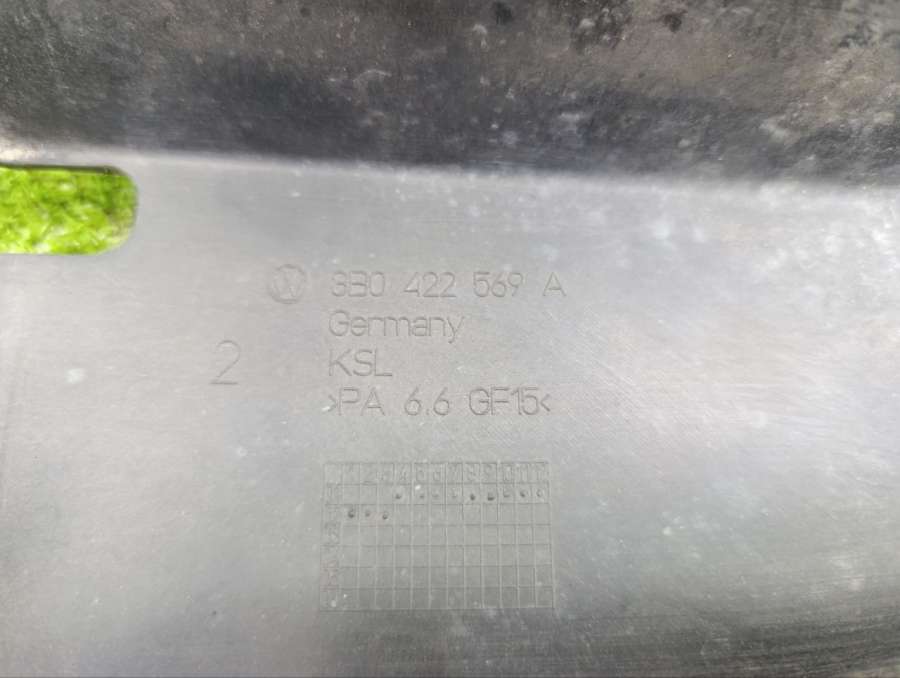 3B0 422 569 A
Germany
KSL
2
>PA 6.6 GF15<